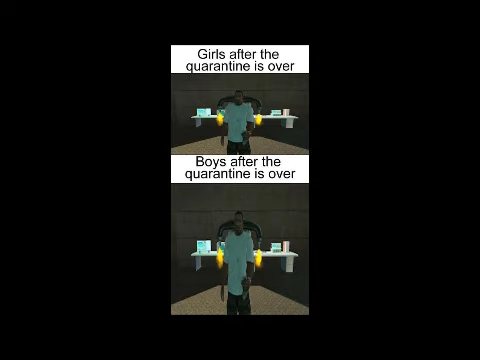 Girls after the
quarantine is over
Boys after the
quarantine is over